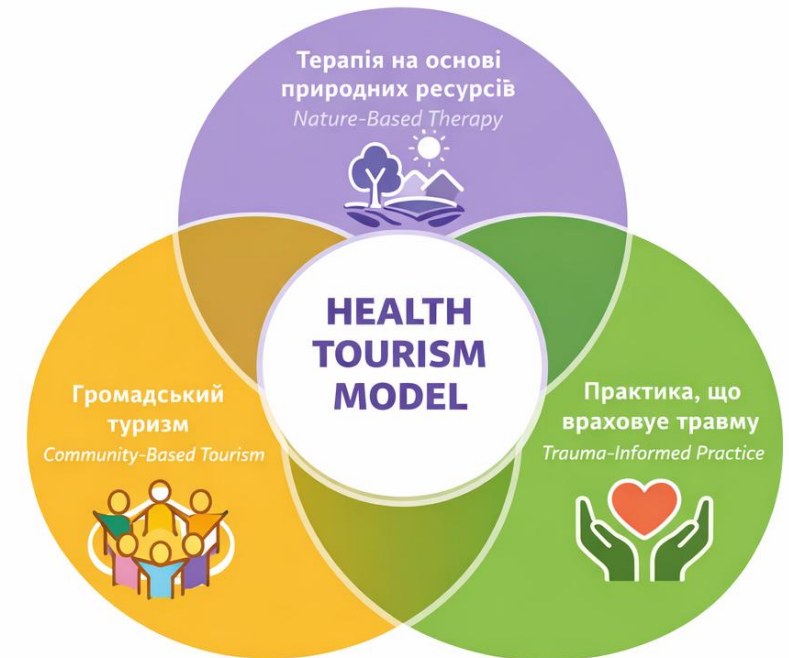 Терапія на основі
природних ресурсів
Nature-Based Therapy
HEALTH
TOURISM
MODEL
Громадський
туризм
Community-Based Tourism
Практика, що
враховує травму
Trauma-Informed Practice